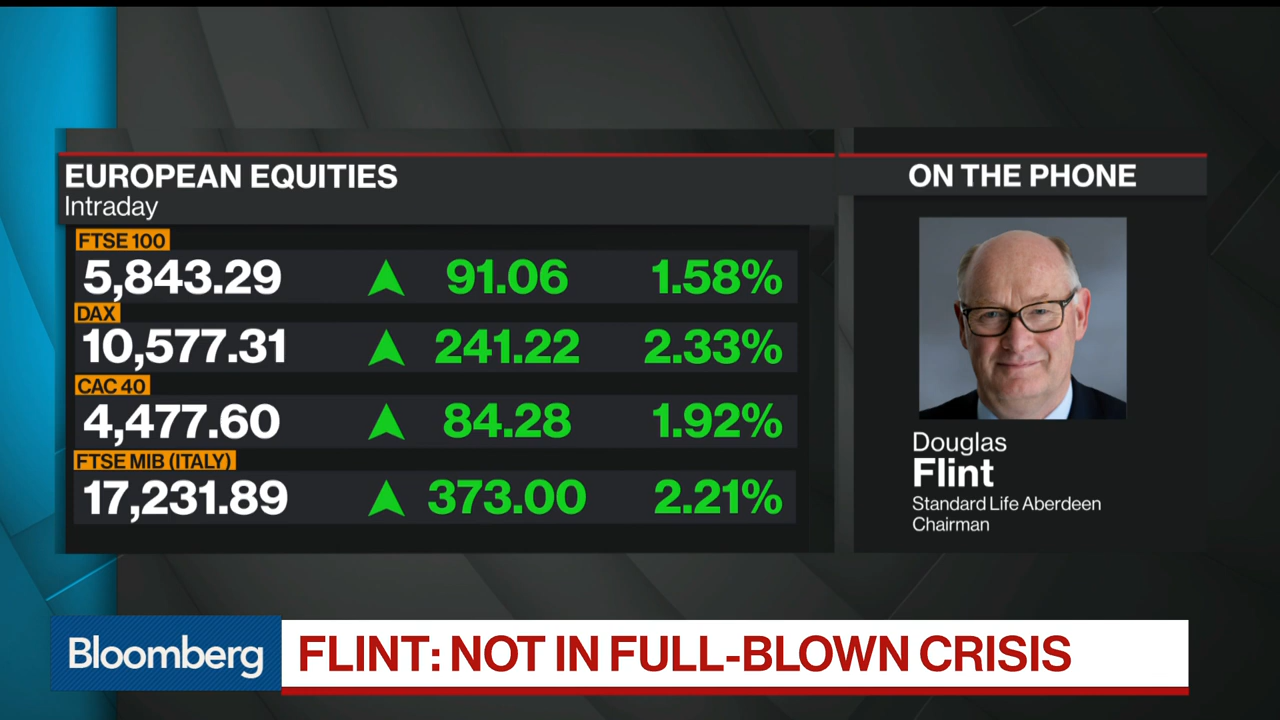 EUROPEAN EQUITIES
Intraday
FTSE 100
5,843.29 ▲ 91.06 1.58%
DAX
10,577.31 ▲ 241.22 2.33%
CAC 40
4,477.60 ▲ 84.28 1.92%
FTSE MIB (ITALY)
17,231.89 ▲ 373.00 2.21%
ON THE PHONE
Douglas
Flint
Standard Life Aberdeen
Chairman
Bloomberg
FLINT: NOT IN FULL-BLOWN CRISIS